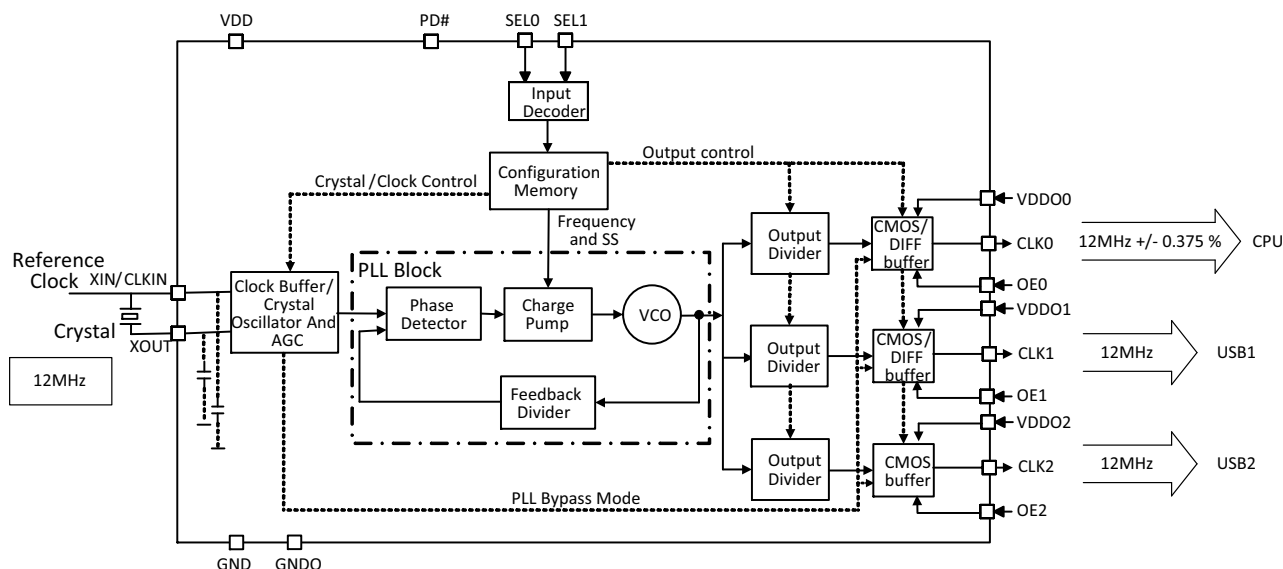 VDD
PD#
SEL0
SEL1
Input
Decoder
Configuration
Memory
Output control
Crystal/Clock Control
Frequency
and SS
VDDO0
CMOS/
DIFF
buffer
CLK0
12MHz +/- 0.375 %
CPU
OE0
Output
Divider
Reference
Clock
XIN/CLKIN
Crystal
XOUT
12MHz
Clock Buffer/
Crystal
Oscillator And
AGC
PLL Block
Phase
Detector
Charge
Pump
VCO
Feedback
Divider
VDDO1
Output
Divider
CMOS/
DIFF
buffer
CLK1
12MHz
USB1
OE1
VDDO2
Output
Divider
CMOS
buffer
CLK2
12MHz
USB2
OE2
PLL Bypass Mode
GND
GNDO